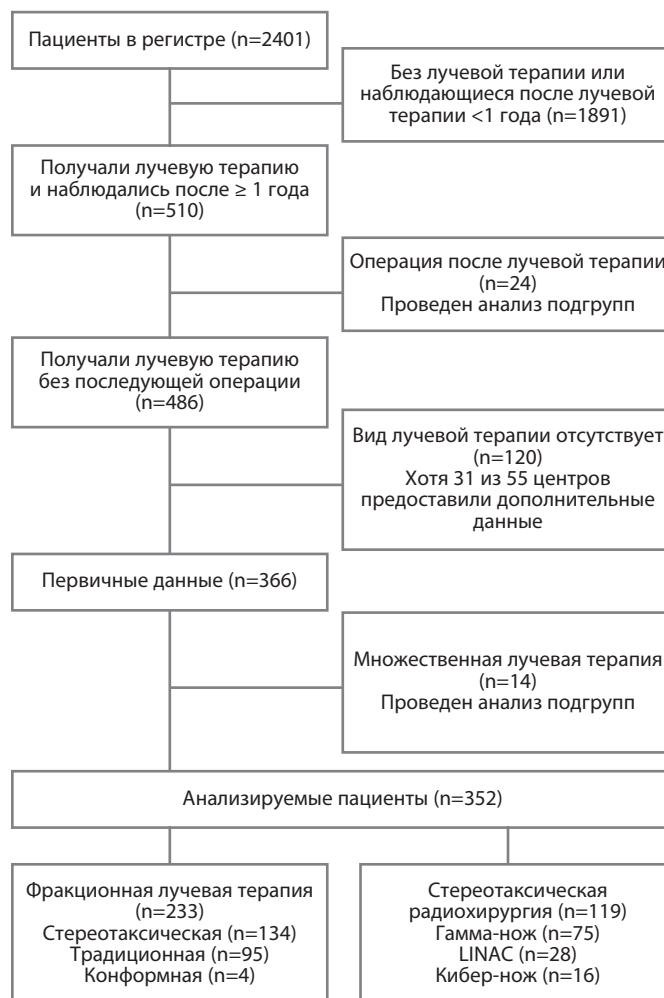 Пациенты в регистре (n=2401)
Без лучевой терапии или
наблюдающиеся после лучевой
терапии <1 года (n=1891)
Получали лучевую терапию
и наблюдались после ≥ 1 года
(n=510)
Операция после лучевой терапии
(n=24)
Проведен анализ подгрупп
Получали лучевую терапию
без последующей операции
(n=486)
Вид лучевой терапии отсутствует
(n=120)
Хотя 31 из 55 центров
предоставили дополнительные
данные
Первичные данные (n=366)
Множественная лучевая терапия
(n=14)
Проведен анализ подгрупп
Анализируемые пациенты (n=352)
Фракционная лучевая терапия
(n=233)
Стереотаксическая (n=134)
Традиционная (n=95)
Конформная (n=4)
Стереотаксическая
радиохирургия (n=119)
Гамма-нож (n=75)
LINAC (n=28)
Кибер-нож (n=16)